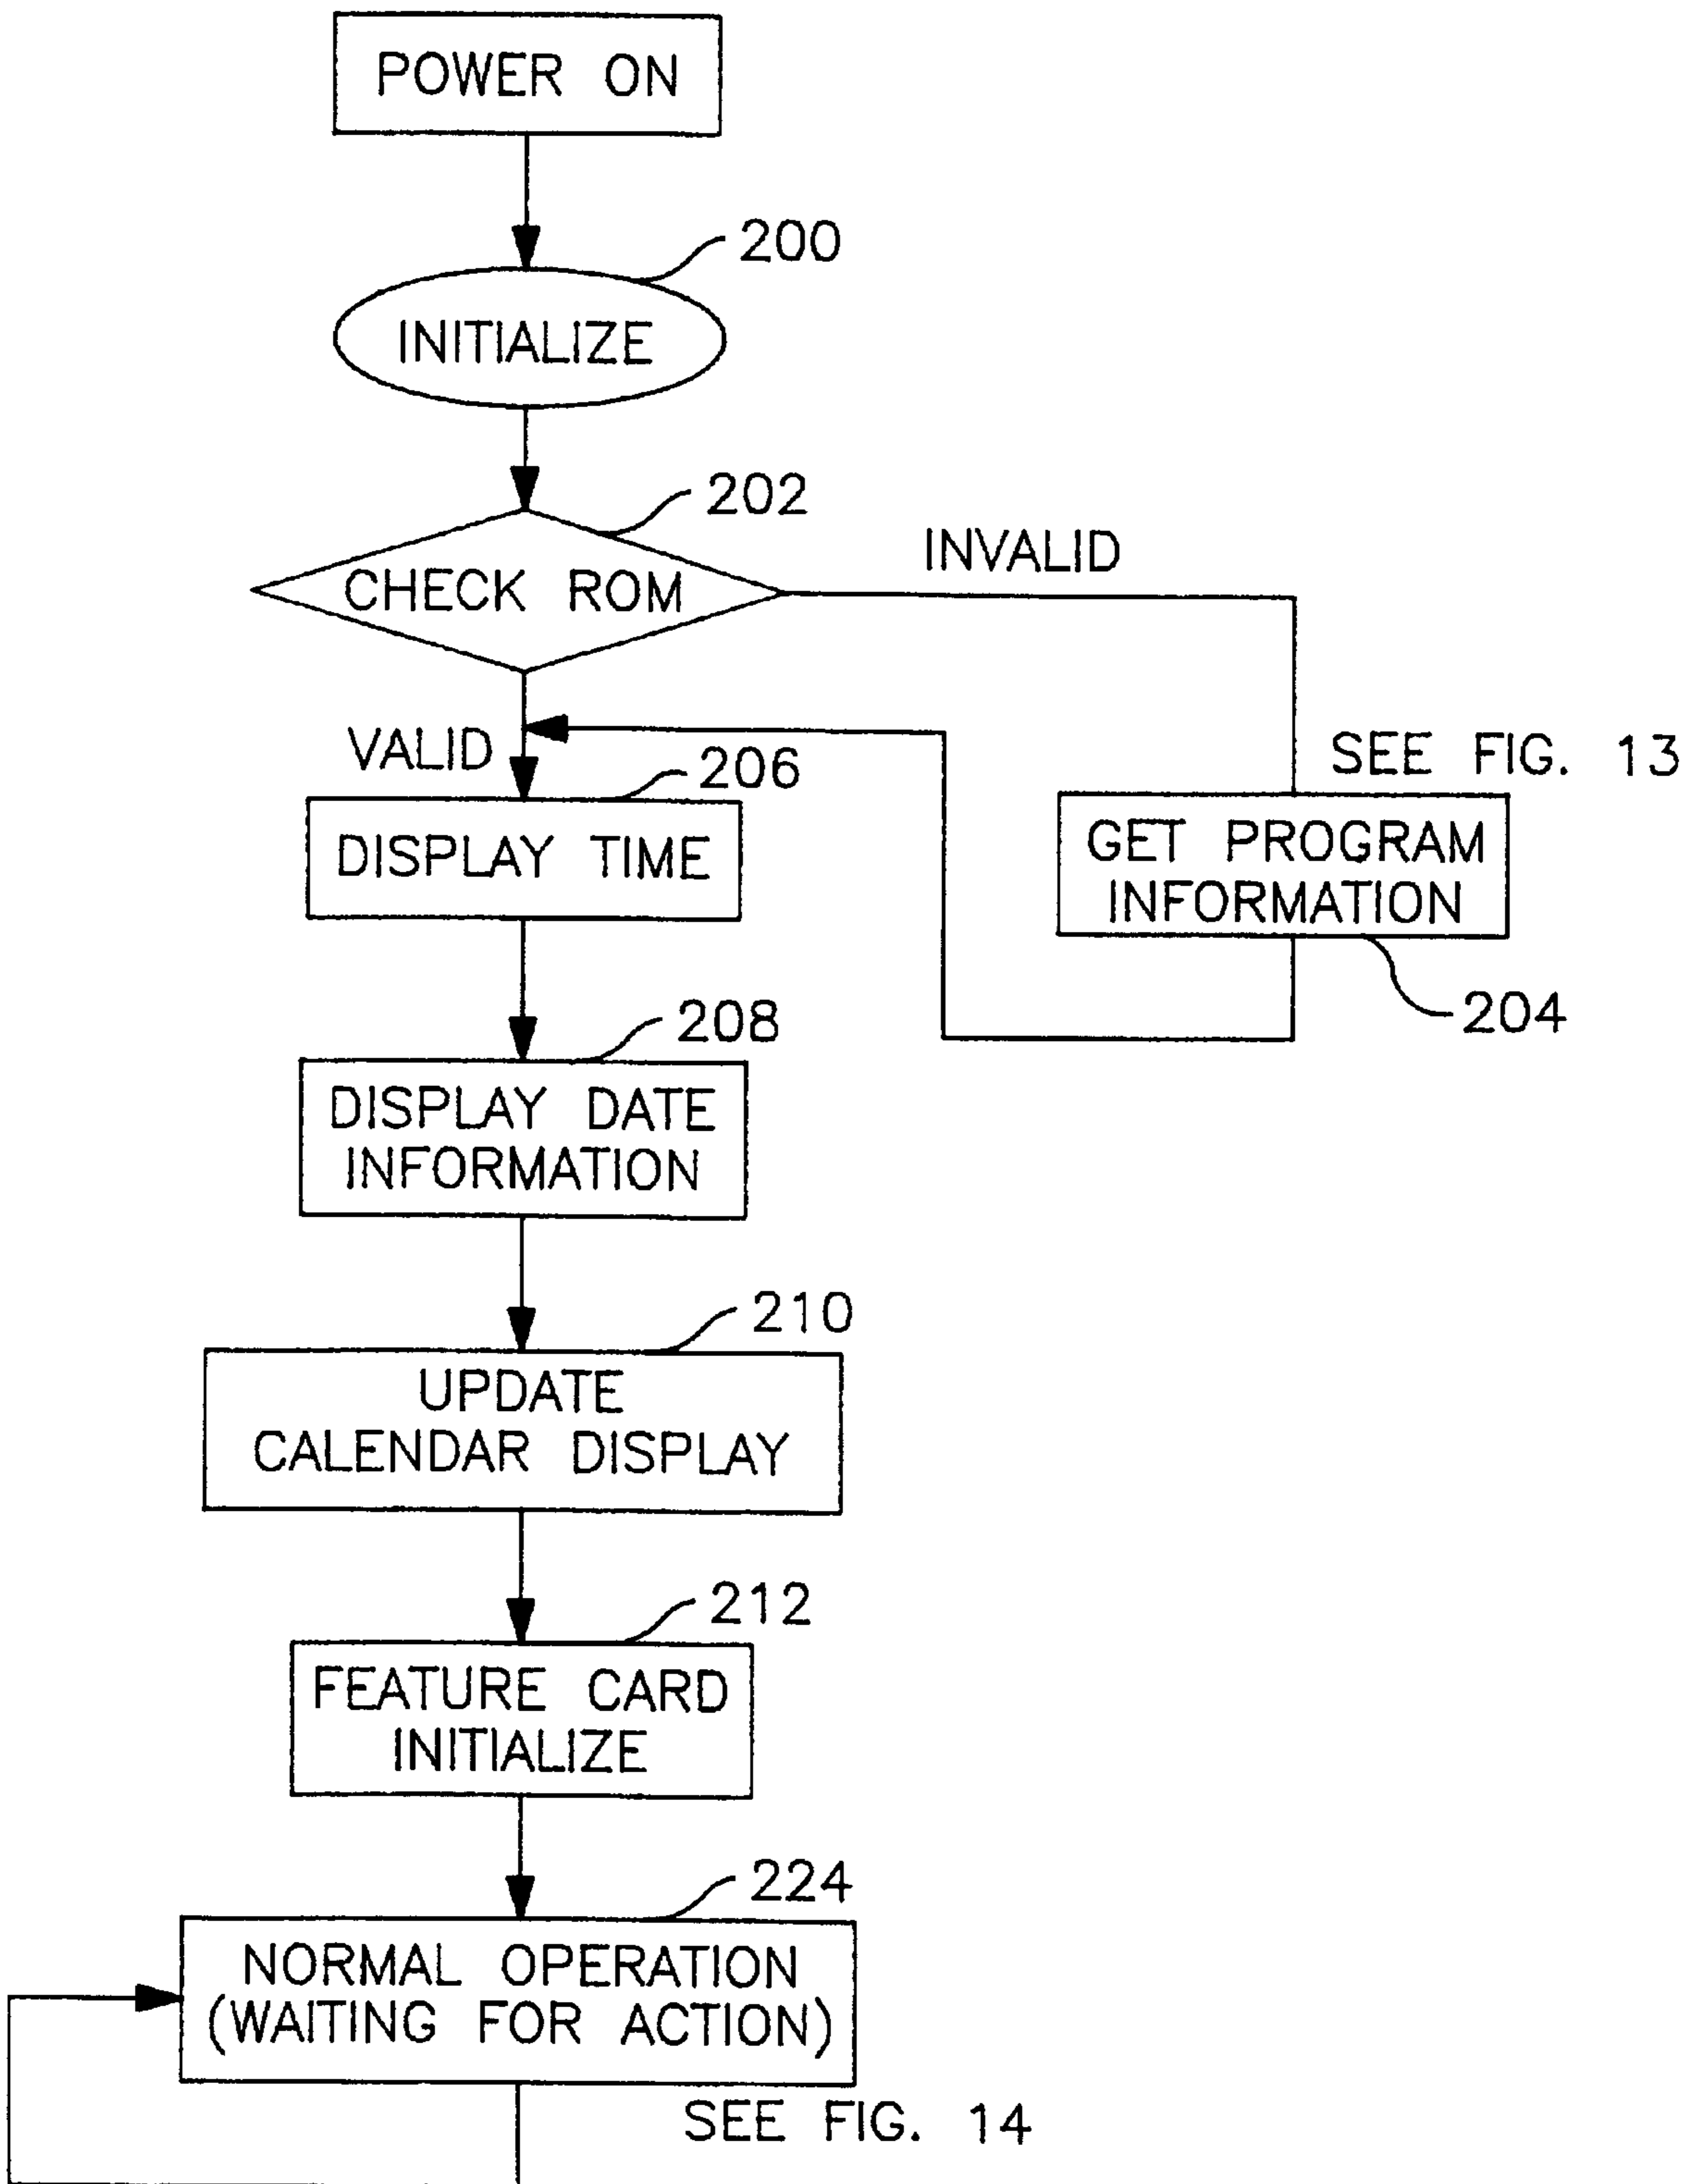 POWER ON
200
INITIALIZE
202
CHECK ROM
INVALID
VALID
206
SEE FIG. 13
DISPLAY TIME
GET PROGRAM
INFORMATION
204
208
DISPLAY DATE
INFORMATION
210
UPDATE
CALENDAR DISPLAY
212
FEATURE CARD
INITIALIZE
224
NORMAL OPERATION
(WAITING FOR ACTION)
SEE FIG. 14